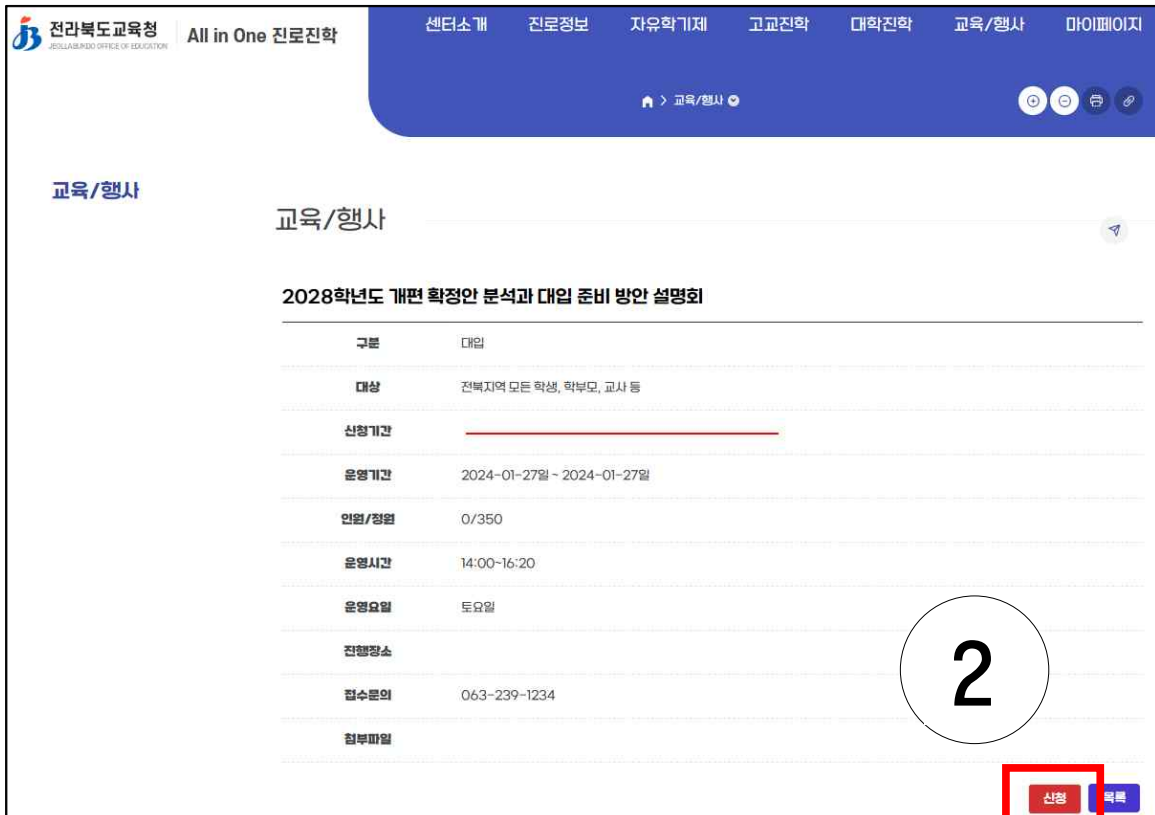 전라북도교육청
JEOLLABUKDO OFFICE OF EDUCATION
All in One 진로진학
센터소개 진로정보 자유학기제 고교진학 대학진학 교육/행사 마이페이지
> 교육/행사
교육/행사
교육/행사
2028학년도 개편 확정안 분석과 대입 준비 방안 설명회
구분 대입
대상 전북지역 모든 학생, 학부모, 교사 등
신청기간
운영기간 2024-01-27일 ~ 2024-01-27일
인원/정원 0/350
운영시간 14:00~16:20
운영요일 토요일
진행장소
접수문의 063-239-1234
첨부파일
2
신청 목록